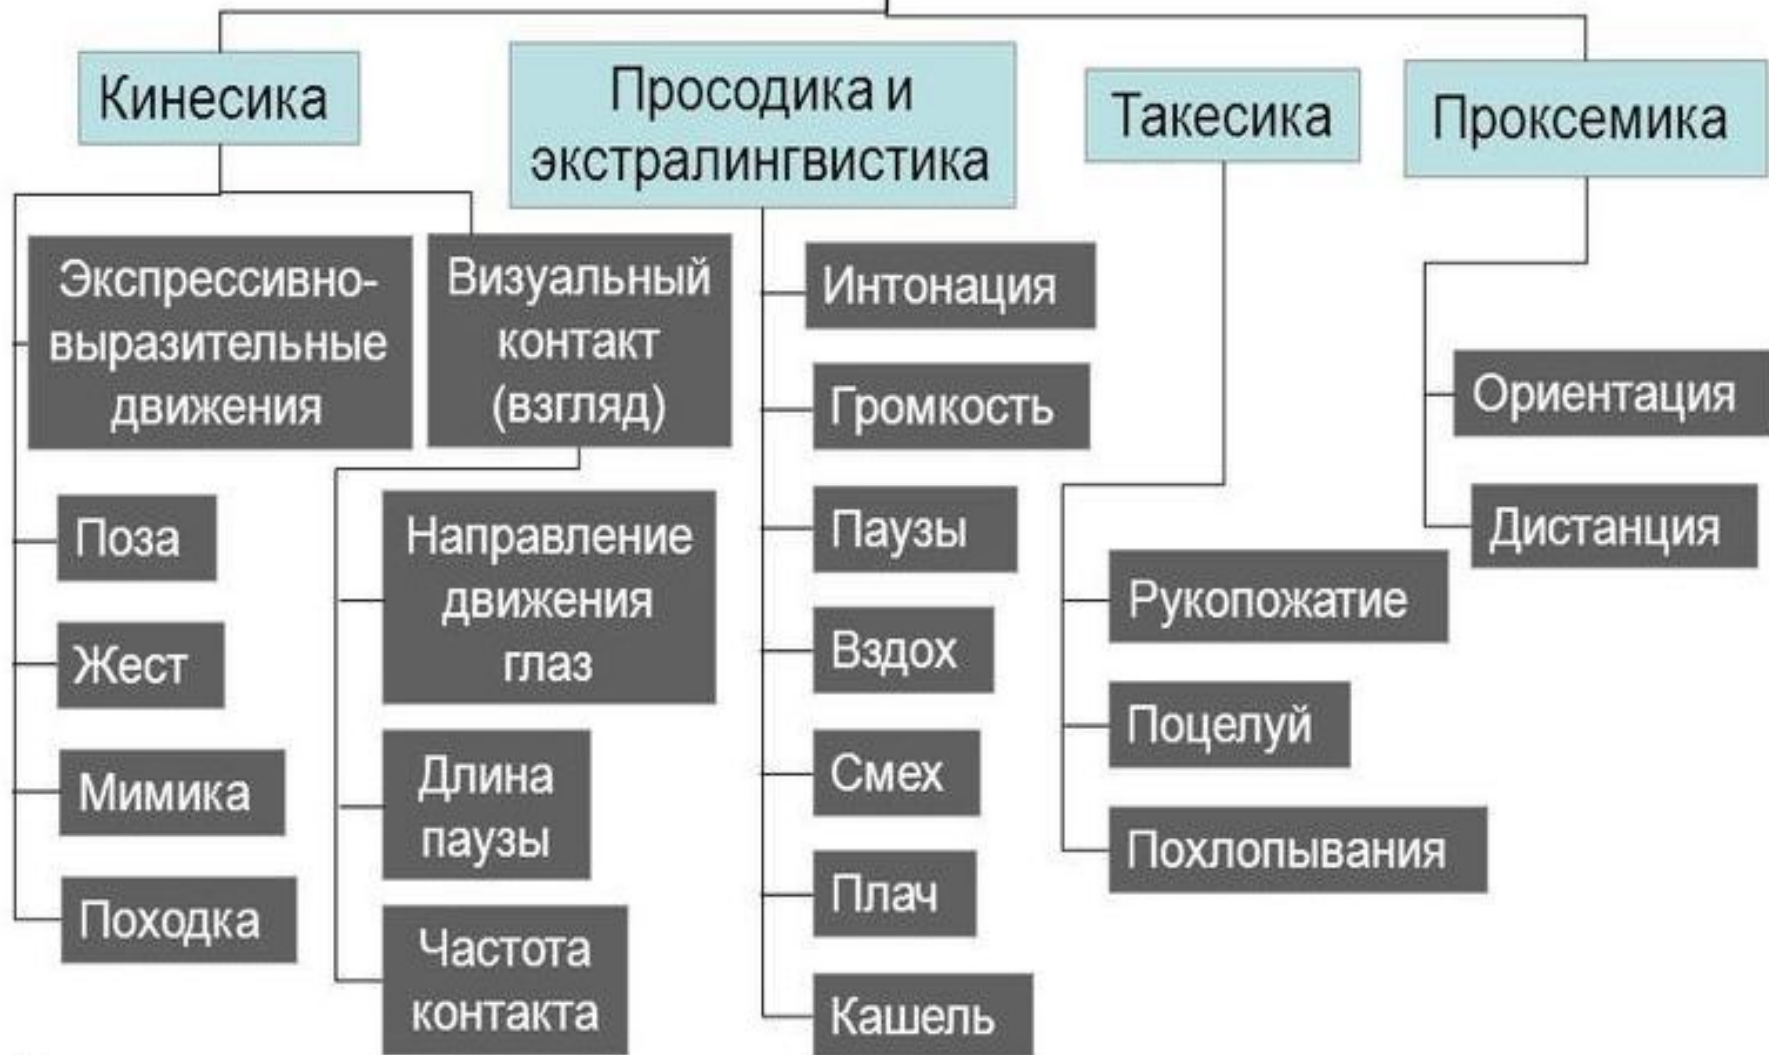 Кинесика
Просодика и
экстралингвистика
Такесика
Проксемика
Экспрессивно-
выразительные
движения
Визуальный
контакт
(взгляд)
Поза
Жест
Мимика
Походка
Направление
движения
глаз
Длина
паузы
Частота
контакта
Интонация
Громкость
Паузы
Вздох
Смех
Плач
Кашель
Рукопожатие
Поцелуй
Похлопывания
Ориентация
Дистанция